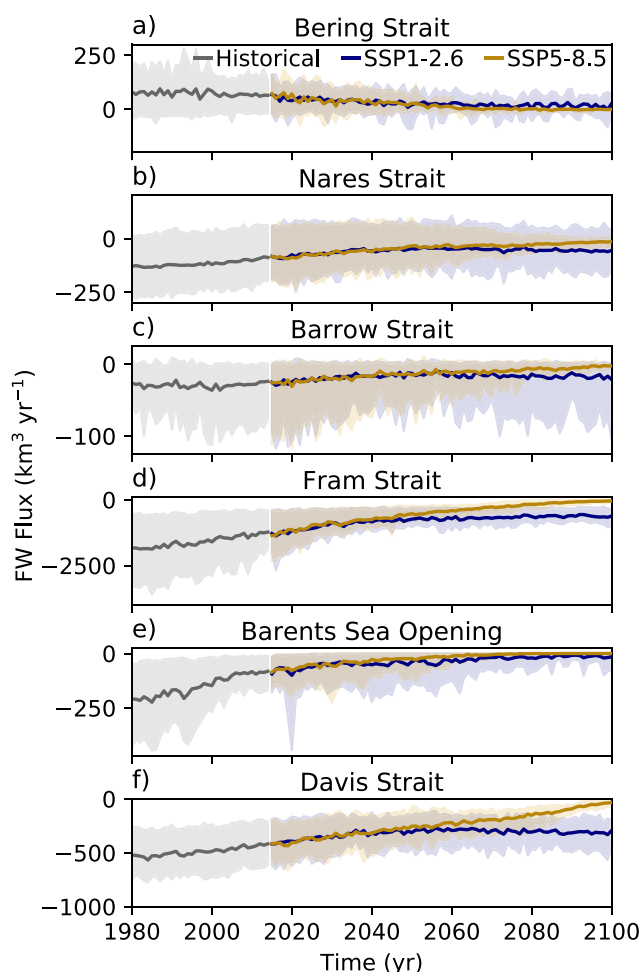 a) Bering Strait
Historical SSP1-2.6 SSP5-8.5
250
0
b) Nares Strait
0
−250
c) Barrow Strait
0
−100
d) Fram Strait
0
−2500
e) Barents Sea Opening
0
−250
f) Davis Strait
0
−500
−1000
1980 2000 2020 2040 2060 2080 2100
Time (yr)
FW Flux (km³ yr⁻¹)